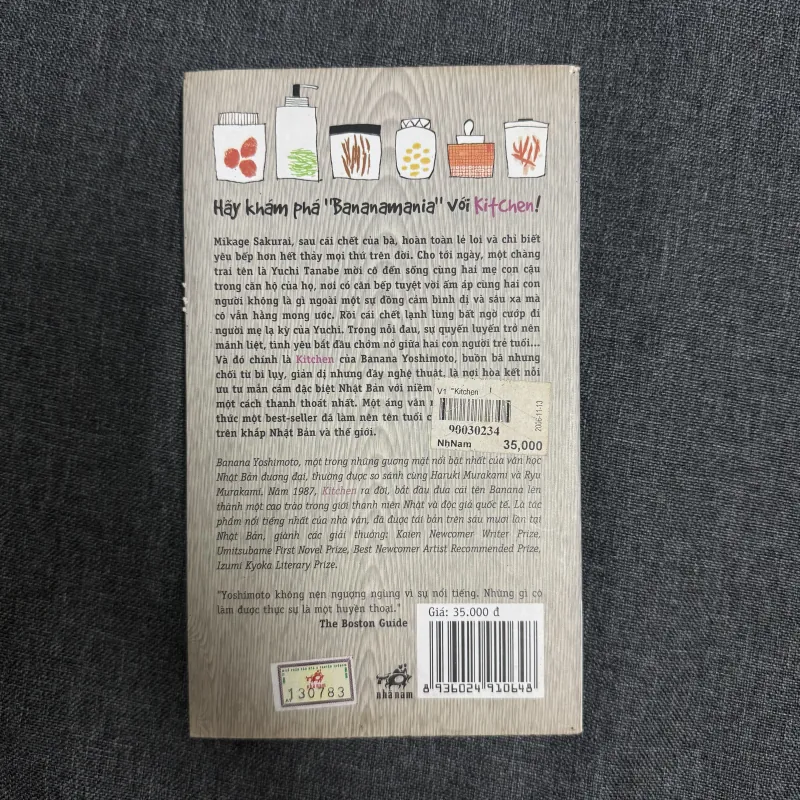 Hãy khám phá "Bananamania" với Kitchen!
Mikage Sakurai, sau cái chết của bà, hoàn toàn lẻ loi và chỉ biết
yêu bếp hơn hết thảy mọi thứ trên đời. Cho tới ngày, một chàng
trai tên là Yuchi Tanabe mời cô đến sống cùng hai mẹ con cậu
trong căn hộ của họ, nơi có căn bếp tuyệt vời ấm áp cùng hai con
người không là gì ngoài một sự đồng cảm bình dị và sâu xa mà
cô vẫn hằng mong ước. Rồi cái chết lạnh lùng bất ngờ cướp đi
người mẹ lạ kỳ của Yuchi. Trong nỗi đau, sự quyến luyến trở nên
mãnh liệt, tình yêu bắt đầu chớm nở giữa hai con người trẻ tuổi...
Và đó chính là Kitchen của Banana Yoshimoto, buồn bã nhưng
chối từ bi lụy, giản dị nhưng đầy nghệ thuật, là nơi hòa kết nỗi
ưu tư mẫn cảm đặc biệt Nhật Bản với niềm
một cách thanh thoát nhất. Một áng văn
thức một best-seller đã làm nên tên tuổi
trên khắp Nhật Bản và thế giới.
V1 "Kitchen
2006-11-13
90030234
NhNam 35,000
Banana Yoshimoto, một trong những gương mặt nổi bật nhất của văn học
Nhật Bản đương đại, thường được so sánh cùng Haruki Murakami và Ryu
Murakami. Năm 1987, Kitchen ra đời, bắt đầu đưa cái tên Banana lên
thành một cao trào trong giới thanh niên Nhật và độc giả quốc tế. Là tác
phẩm nổi tiếng nhất của nhà văn, đã được tái bản trên sáu mươi lần tại
Nhật Bản, giành các giải thưởng: Kaien Newcomer Writer Prize,
Umitsubame First Novel Prize, Best Newcomer Artist Recommended Prize,
Izumi Kyoka Literary Prize.
"Yoshimoto không nên ngượng ngùng vì sự nổi tiếng. Những gì cô
làm được thực sự là một huyền thoại."
The Boston Guide
Giá: 35.000 đ
8 936024 910648
130783
nhã nam